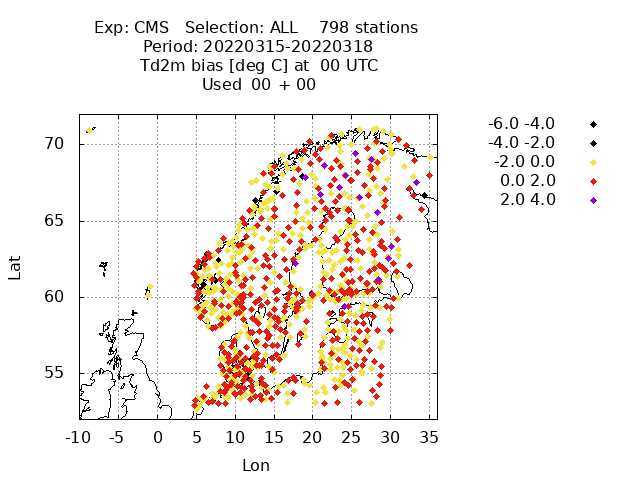 Exp: CMS   Selection: ALL    798 stations
Period: 20220315-20220318
Td2m bias [deg C] at  00 UTC
Used  00 + 00
-6.0 -4.0
-4.0 -2.0
-2.0 0.0
0.0 2.0
2.0 4.0
70
65
60
55
Lat
-10 -5 0 5 10 15 20 25 30 35
Lon